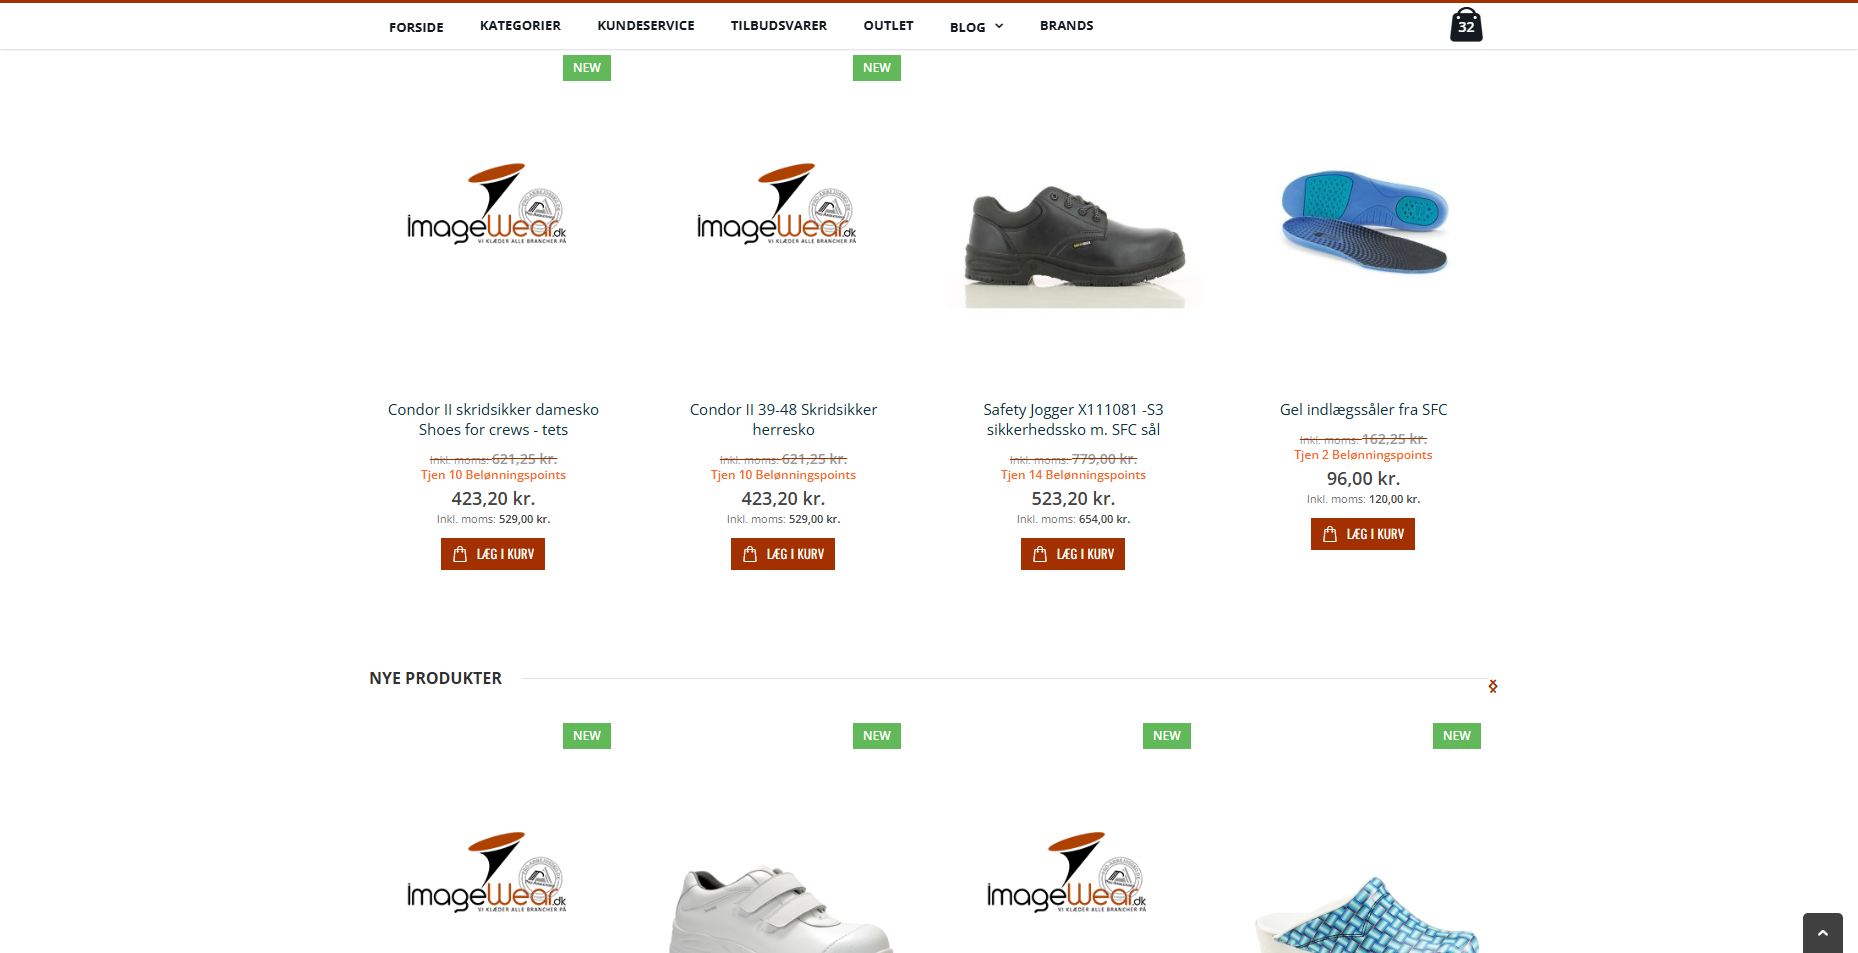 FORSIDE KATEGORIER KUNDESERVICE TILBUDSVARER OUTLET BLOG BRANDS 32
NEW NEW
imageWear.dk imageWear.dk
VI KLÆDER ALLE BRANCHER PÅ VI KLÆDER ALLE BRANCHER PÅ
Condor II skridsikker damesko
Shoes for crews - tets
Inkl. moms: 621,25 kr.
Tjen 10 Belønningspoints
423,20 kr.
Inkl. moms: 529,00 kr.
LÆG I KURV
Condor II 39-48 Skridsikker
herresko
Inkl. moms: 621,25 kr.
Tjen 10 Belønningspoints
423,20 kr.
Inkl. moms: 529,00 kr.
LÆG I KURV
Safety Jogger X111081 -S3
sikkerhedssko m. SFC sål
Inkl. moms: 779,00 kr.
Tjen 14 Belønningspoints
523,20 kr.
Inkl. moms: 654,00 kr.
LÆG I KURV
Gel indlægssåler fra SFC
Inkl. moms: 162,25 kr.
Tjen 2 Belønningspoints
96,00 kr.
Inkl. moms: 120,00 kr.
LÆG I KURV
NYE PRODUKTER
NEW NEW NEW NEW
imageWear.dk imageWear.dk
VI KLÆDER ALLE BRANCHER PÅ VI KLÆDER ALLE BRANCHER PÅ